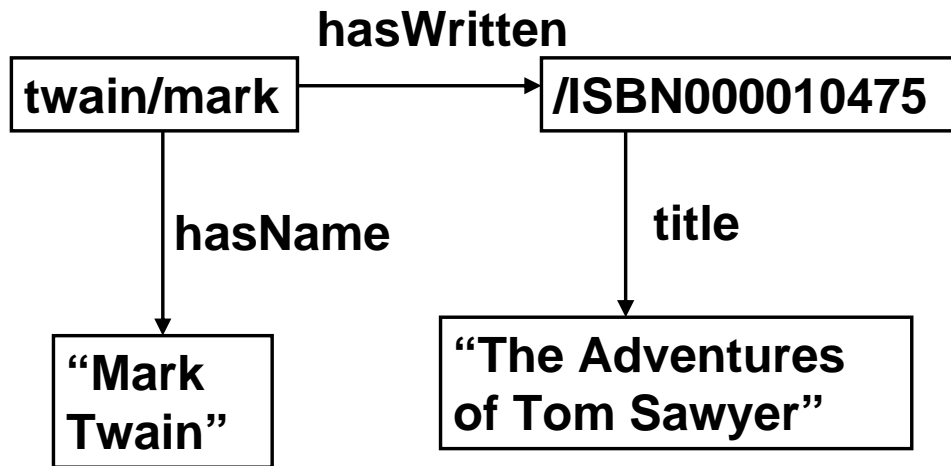 hasWritten
twain/mark
/ISBN000010475
hasName
title
“Mark
Twain”
“The Adventures
of Tom Sawyer”